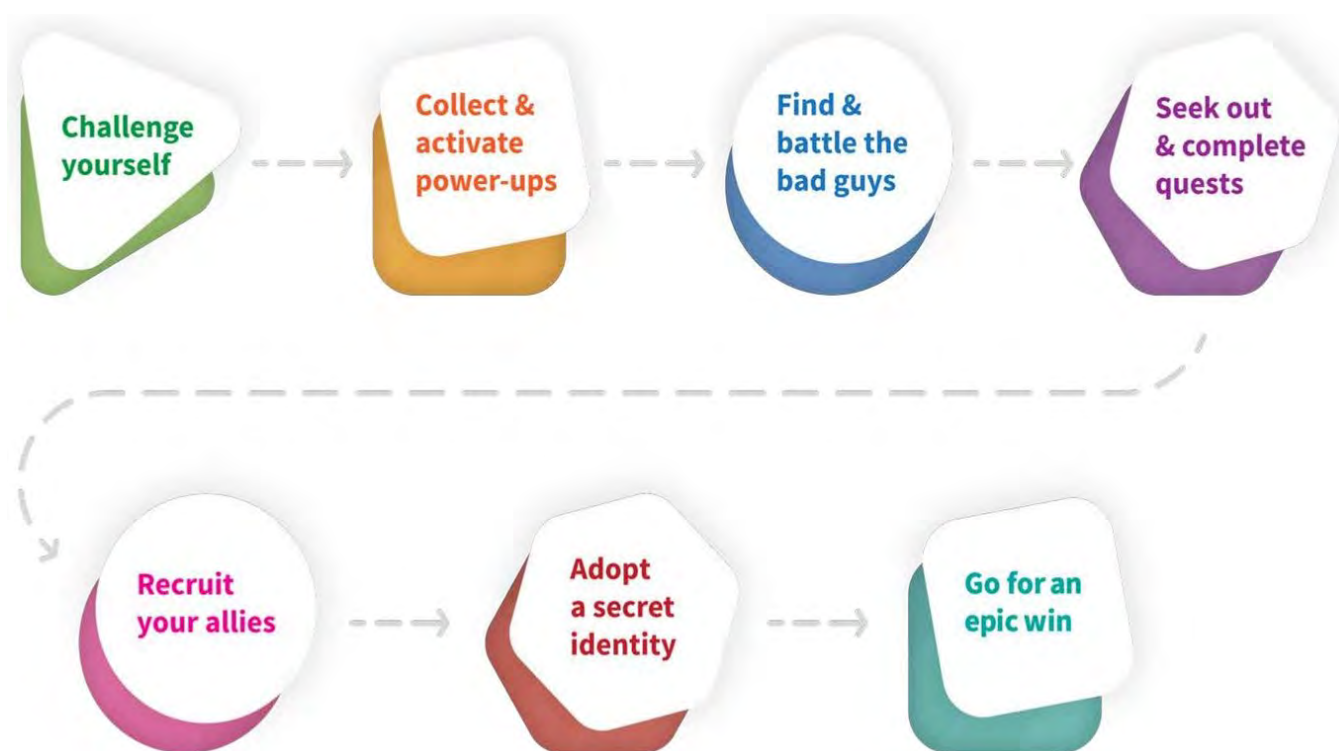 Challenge
yourself
Collect &
activate
power-ups
Find &
battle the
bad guys
Seek out
& complete
quests
Recruit
your allies
Adopt
a secret
identity
Go for an
epic win